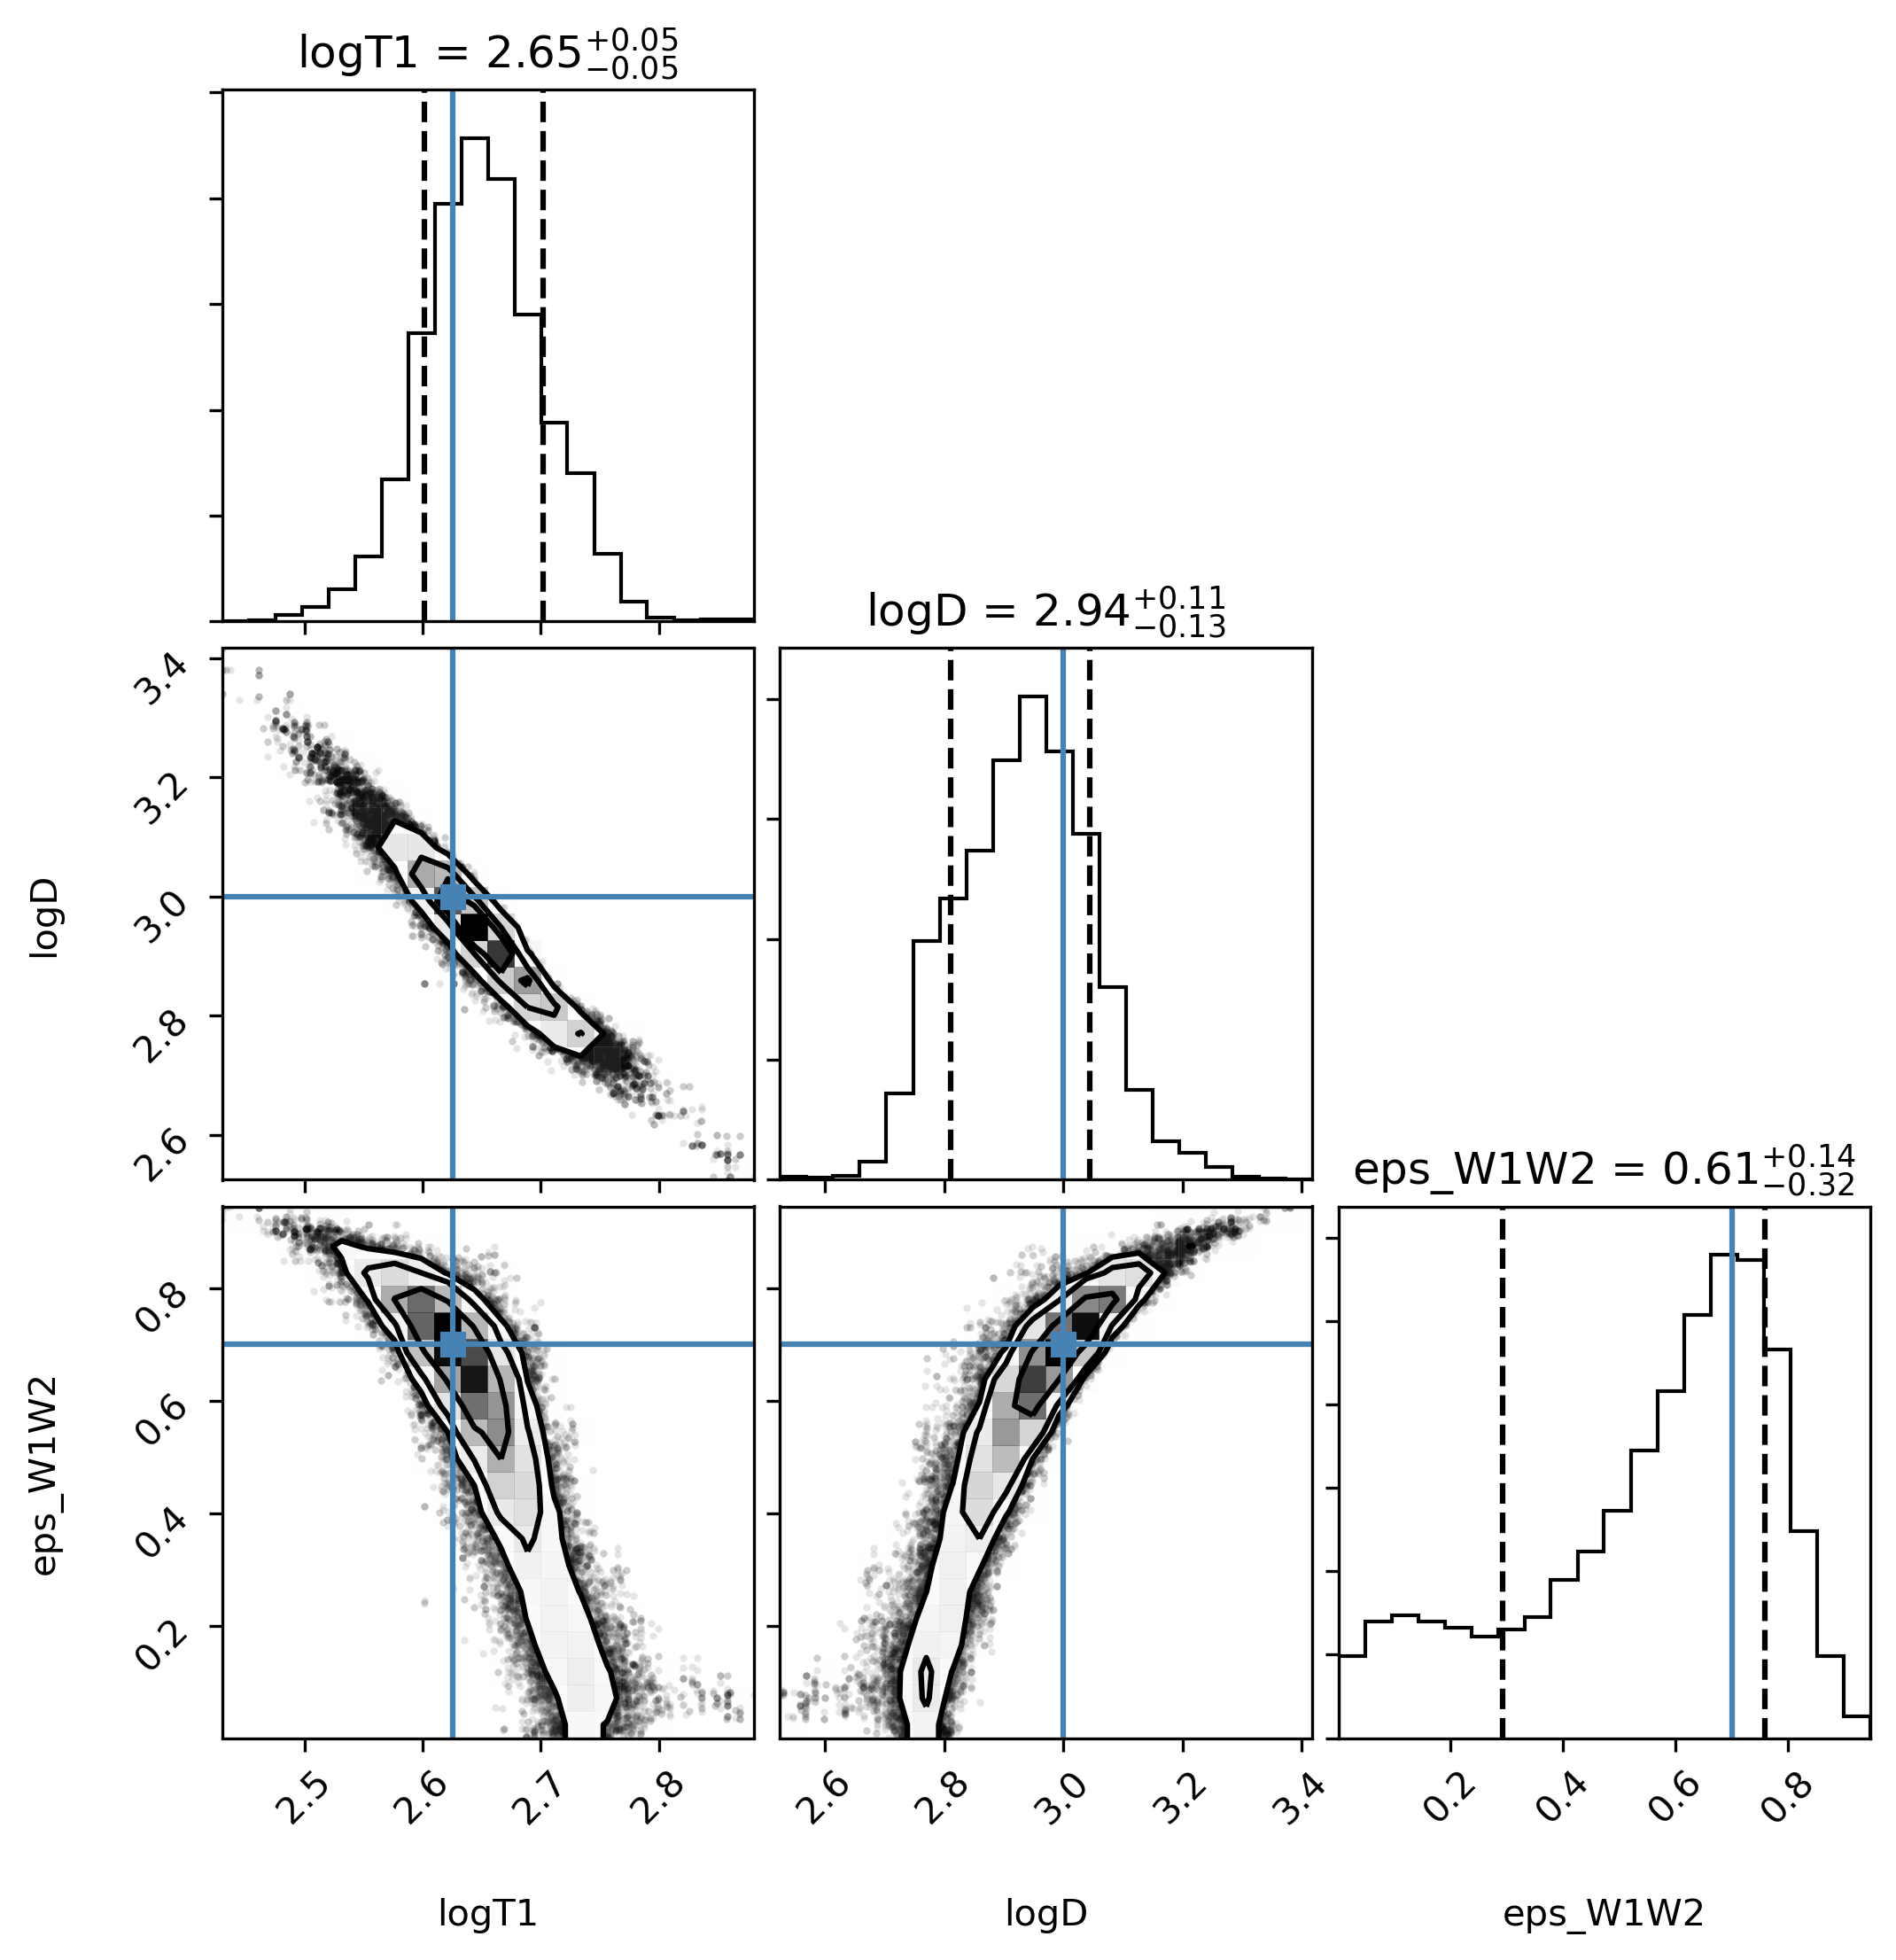 logT1 = 2.65+0.05 −0.05
logD = 2.94+0.11 −0.13
3.4
3.2
3.0
2.8
2.6
logD
eps_W1W2 = 0.61+0.14 −0.32
0.8
0.6
0.4
0.2
eps_W1W2
2.5 2.6 2.7 2.8 2.6 2.8 3.0 3.2 3.4 0.2 0.4 0.6 0.8
logT1 logD eps_W1W2